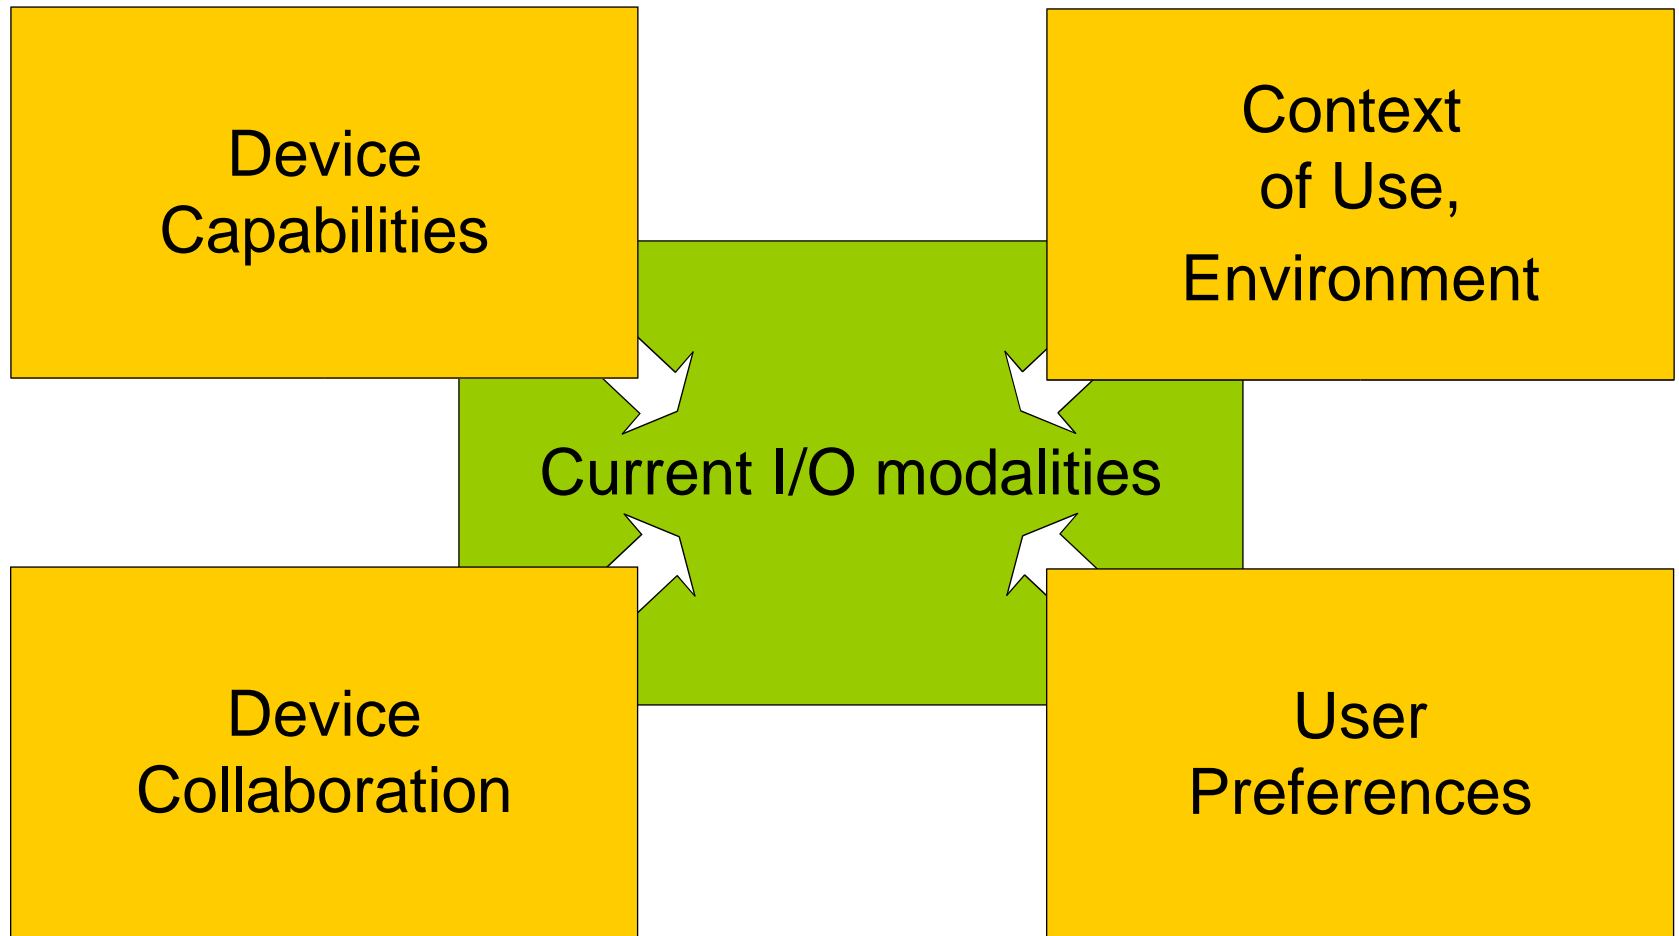 Device
Capabilities
Context
of Use,
Environment
Current I/O modalities
Device
Collaboration
User
Preferences